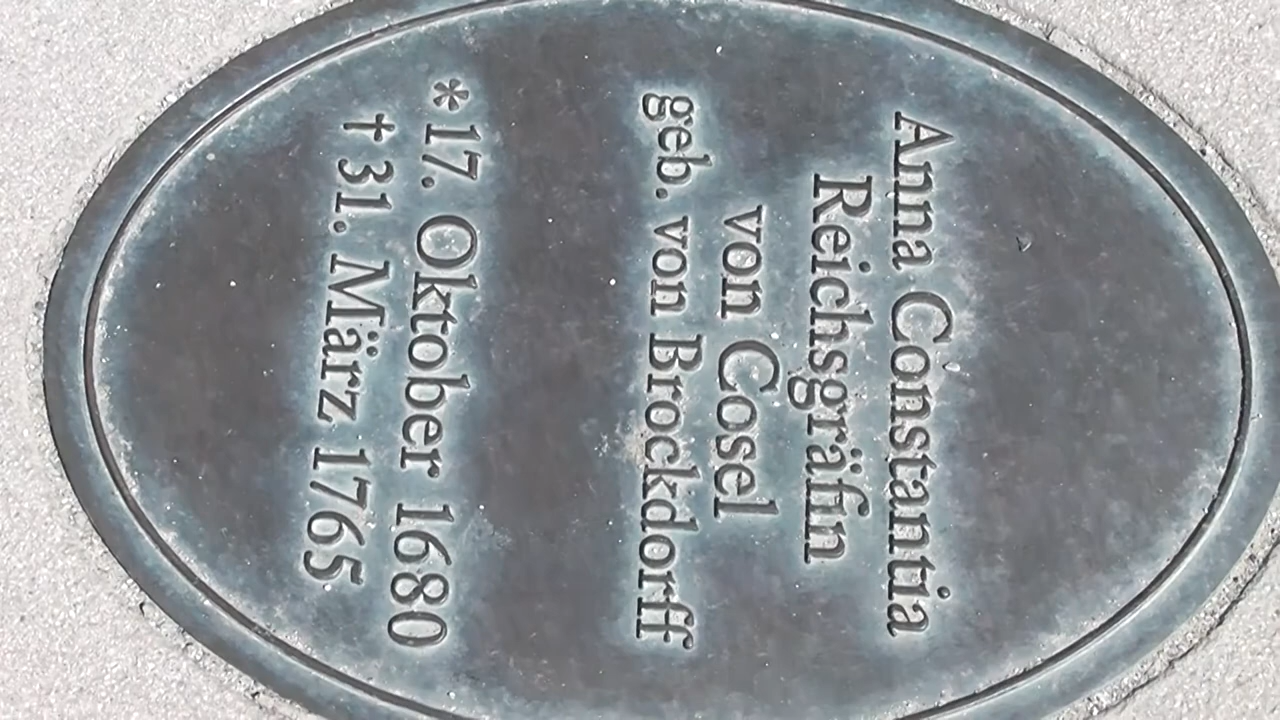 Anna Constantia
Reichsgräfin
von Cosel
geb. von Brockdorff
*17. Oktober 1680
† 31. März 1765